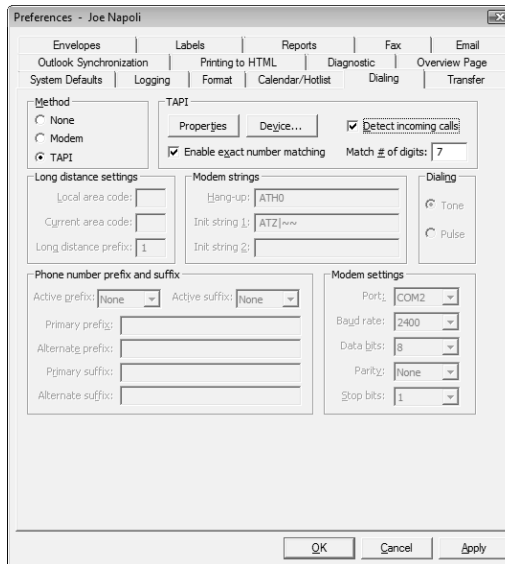 Preferences - Joe Napoli
Envelopes Labels Reports Fax Email
Outlook Synchronization Printing to HTML Diagnostic Overview Page
System Defaults Logging Format Calendar/Hotlist Dialing Transfer
Method
None
Modem
TAPI
TAPI
Properties Device... Detect incoming calls
Enable exact number matching Match # of digits: 7
Long distance settings
Local area code:
Current area code:
Long distance prefix: 1
Modem strings
Hang-up: ATH0
Init string 1: ATZ|~~
Init string 2:
Dialing
Tone
Pulse
Phone number prefix and suffix
Active prefix: None Active suffix: None
Primary prefix:
Alternate prefix:
Primary suffix:
Alternate suffix:
Modem settings
Port: COM2
Baud rate: 2400
Data bits: 8
Parity: None
Stop bits: 1
OK Cancel Apply